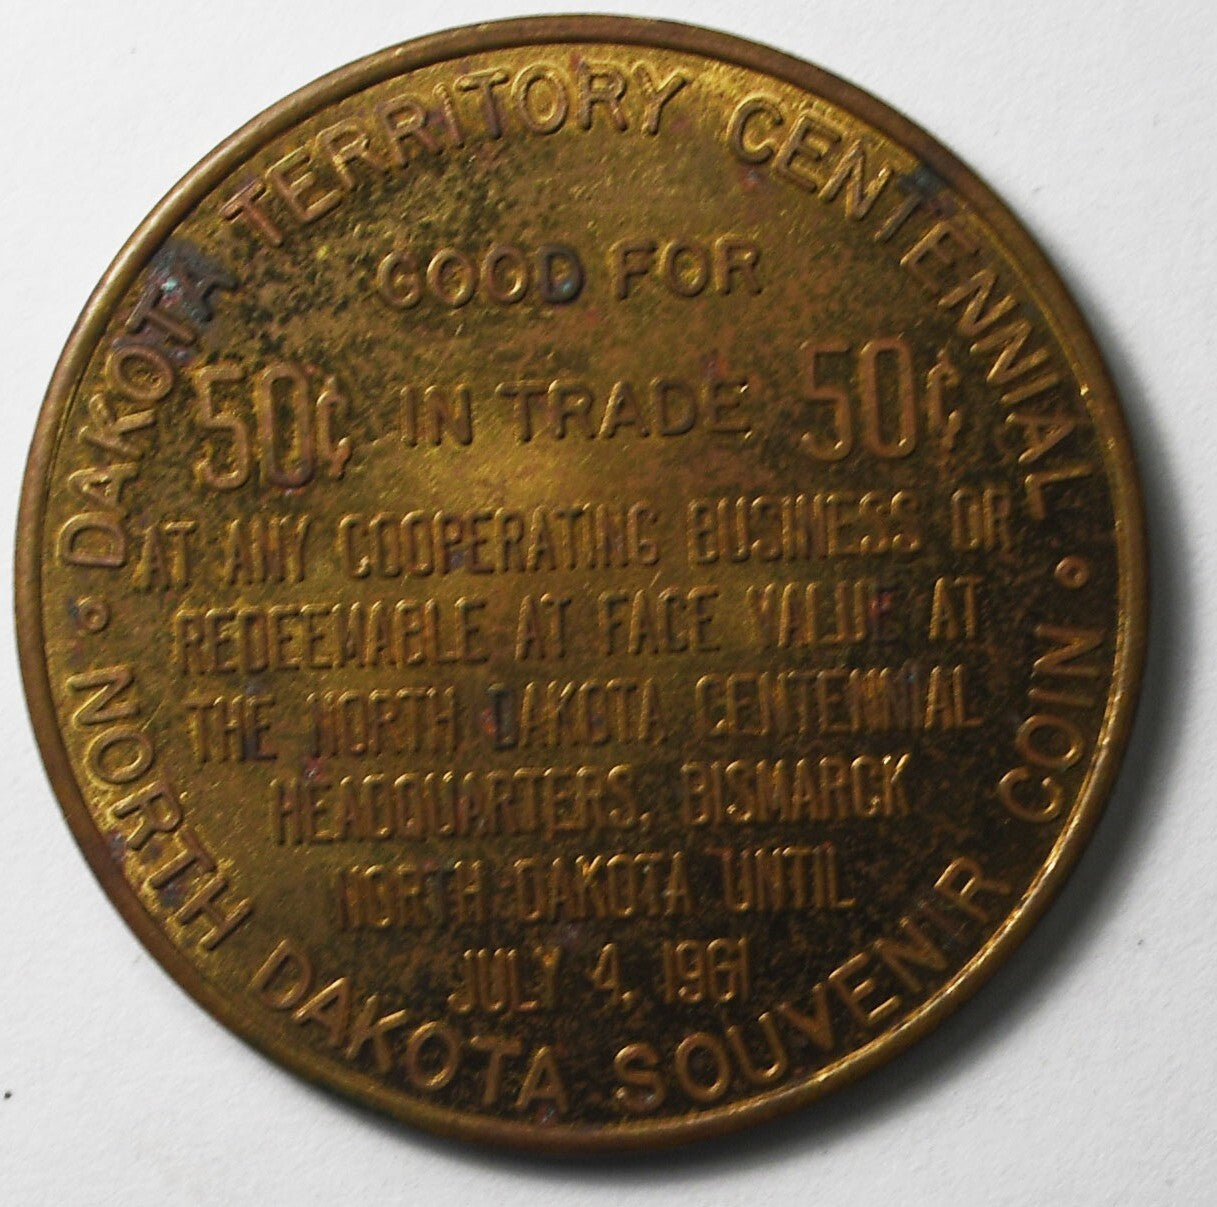 DAKOTA TERRITORY CENTENNIAL
GOOD FOR
50¢ IN TRADE 50¢
AT ANY COOPERATING BUSINESS OR
REDEEMABLE AT FACE VALUE AT
THE NORTH DAKOTA CENTENNIAL
HEADQUARTERS, BISMARCK
NORTH DAKOTA UNTIL
JULY 4, 1961
NORTH DAKOTA SOUVENIR COIN